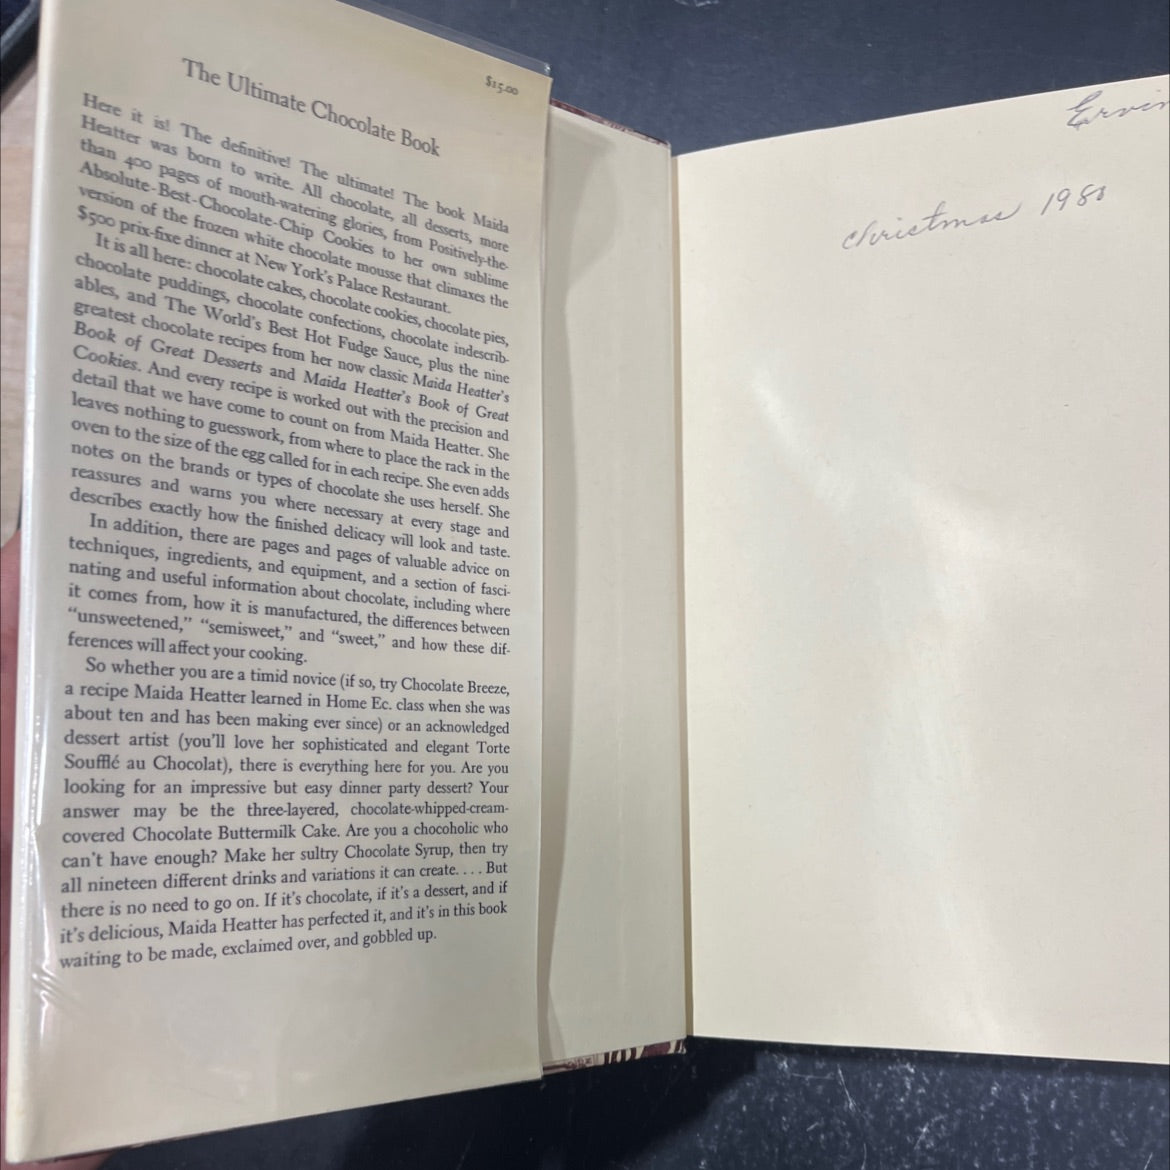 The Ultimate Chocolate Book
$15.00
Here it is! The definitive! The ultimate! The book Maida
Heatter was born to write. All chocolate, all desserts, more
than 400 pages of mouth-watering glories, from Positively-the-
Absolute-Best-Chocolate-Chip Cookies to her own sublime
version of the frozen white chocolate mousse that climaxes the
$500 prix-fixe dinner at New York's Palace Restaurant.
It is all here: chocolate cakes, chocolate cookies, chocolate pies,
chocolate puddings, chocolate confections, chocolate indescrib-
ables, and The World's Best Hot Fudge Sauce, plus the nine
greatest chocolate recipes from her now classic Maida Heatter's
Book of Great Desserts and Maida Heatter's Book of Great
Cookies. And every recipe is worked out with the precision and
detail that we have come to count on from Maida Heatter. She
leaves nothing to guesswork, from where to place the rack in the
oven to the size of the egg called for in each recipe. She even adds
notes on the brands or types of chocolate she uses herself. She
reassures and warns you where necessary at every stage and
describes exactly how the finished delicacy will look and taste.
In addition, there are pages and pages of valuable advice on
techniques, ingredients, and equipment, and a section of fasci-
nating and useful information about chocolate, including where
it comes from, how it is manufactured, the differences between
"unsweetened," "semisweet," and "sweet," and how these dif-
ferences will affect your cooking.
So whether you are a timid novice (if so, try Chocolate Breeze,
a recipe Maida Heatter learned in Home Ec. class when she was
about ten and has been making ever since) or an acknowledged
dessert artist (you'll love her sophisticated and elegant Torte
Soufflé au Chocolat), there is everything here for you. Are you
looking for an impressive but easy dinner party dessert? Your
answer may be the three-layered, chocolate-whipped-cream-
covered Chocolate Buttermilk Cake. Are you a chocoholic who
can't have enough? Make her sultry Chocolate Syrup, then try
all nineteen different drinks and variations it can create. . . . But
there is no need to go on. If it's chocolate, if it's a dessert, and if
it's delicious, Maida Heatter has perfected it, and it's in this book
waiting to be made, exclaimed over, and gobbled up.
Ervin
Christmas 1980